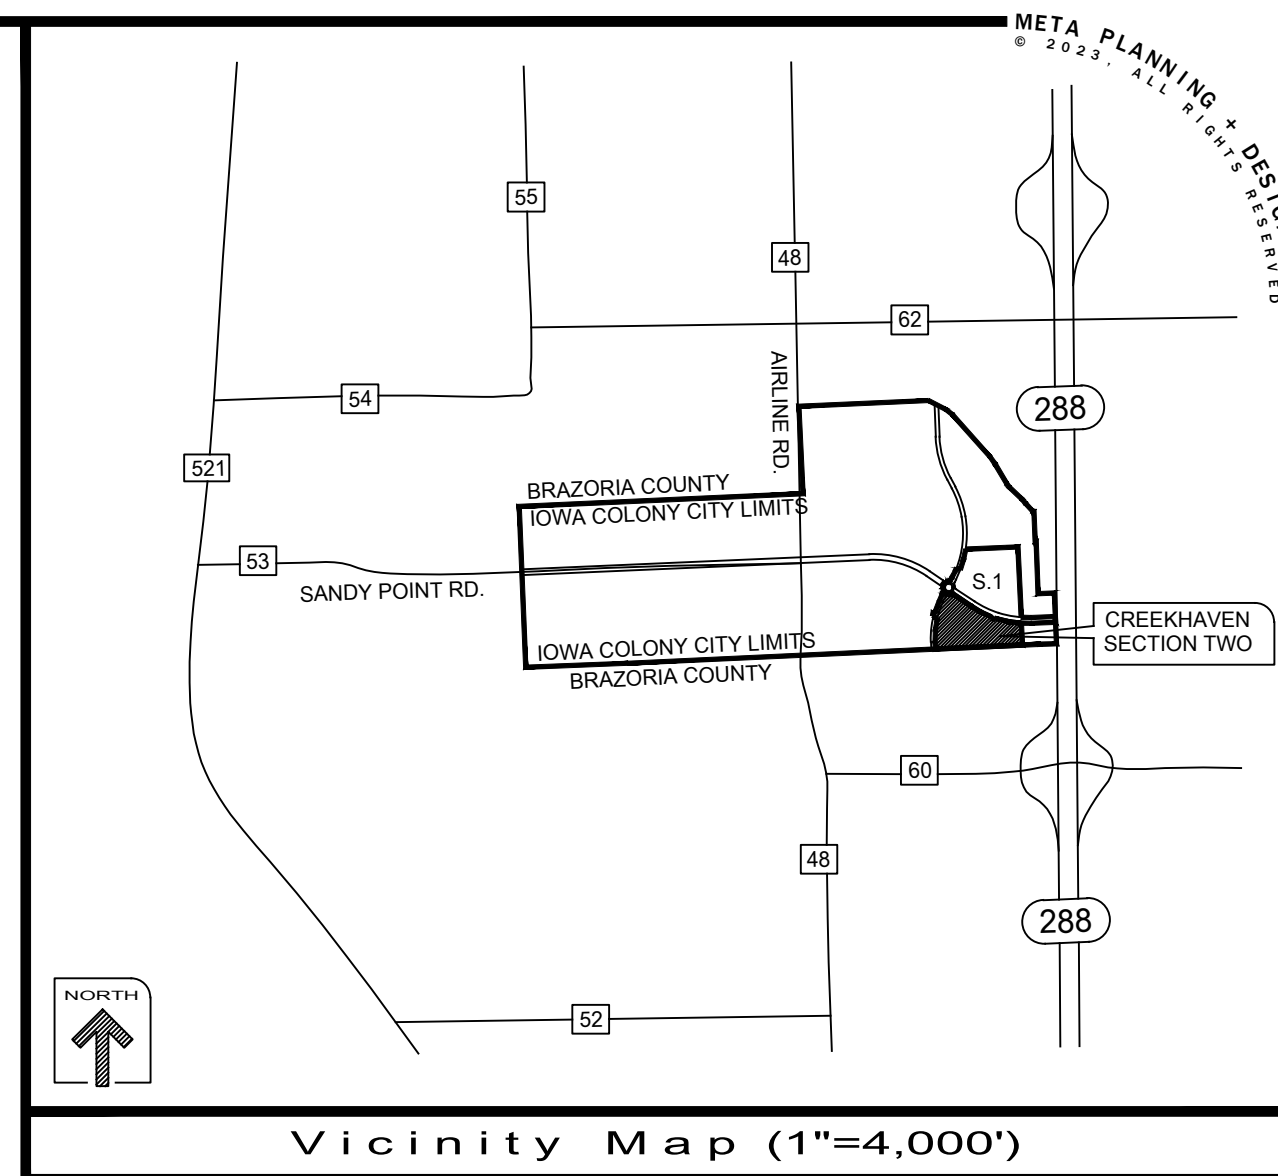 META PLANNING + DESIGN
© 2023, ALL RIGHTS RESERVED
55
48
62
AIRLINE RD.
54
288
521
BRAZORIA COUNTY
IOWA COLONY CITY LIMITS
53
SANDY POINT RD.
S.1
CREEKHAVEN
SECTION TWO
IOWA COLONY CITY LIMITS
BRAZORIA COUNTY
60
48
288
NORTH
52
Vicinity Map (1"=4,000')